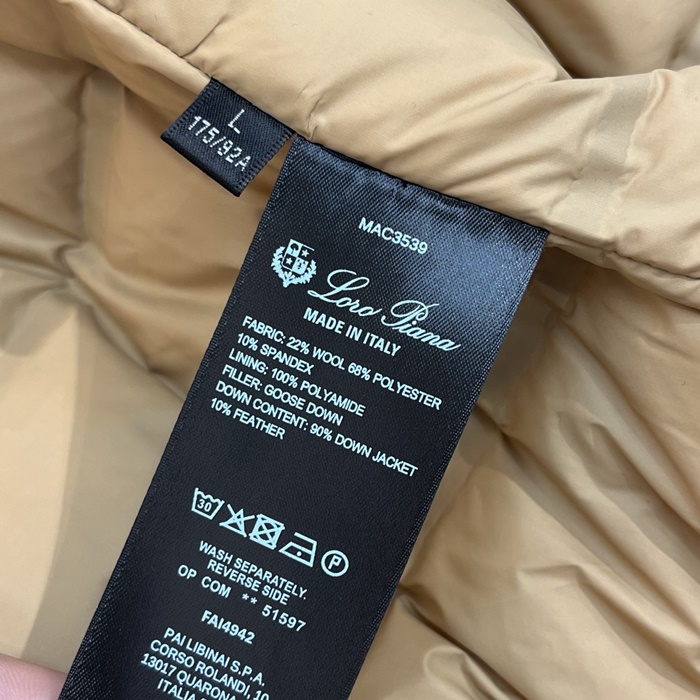 L
175/92A
MAC3539
Loro Piana
MADE IN ITALY
FABRIC: 22% WOOL 68% POLYESTER
10% SPANDEX
LINING: 100% POLYAMIDE
FILLER: GOOSE DOWN
DOWN CONTENT: 90% DOWN JACKET
10% FEATHER
30 P
WASH SEPARATELY.
REVERSE SIDE
OP COM ** 51597
FAI4942
PAI LIBINAI S.P.A.
CORSO ROLANDI, 10
13017 QUARONA
ITALIA